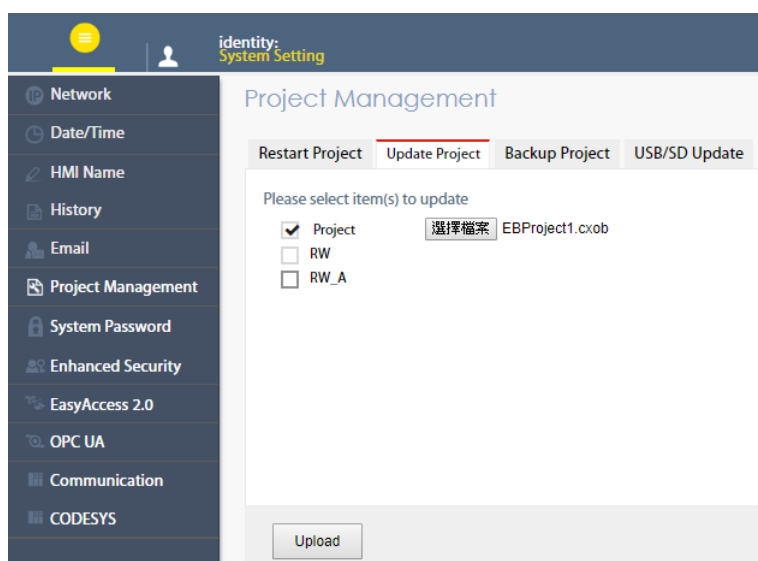 identity:
System Setting
Network
Date/Time
HMI Name
History
Email
Project Management
System Password
Enhanced Security
EasyAccess 2.0
OPC UA
Communication
CODESYS
Project Management
Restart Project Update Project Backup Project USB/SD Update
Please select item(s) to update
Project 選擇檔案 EBProject1.cxob
RW
RW_A
Upload